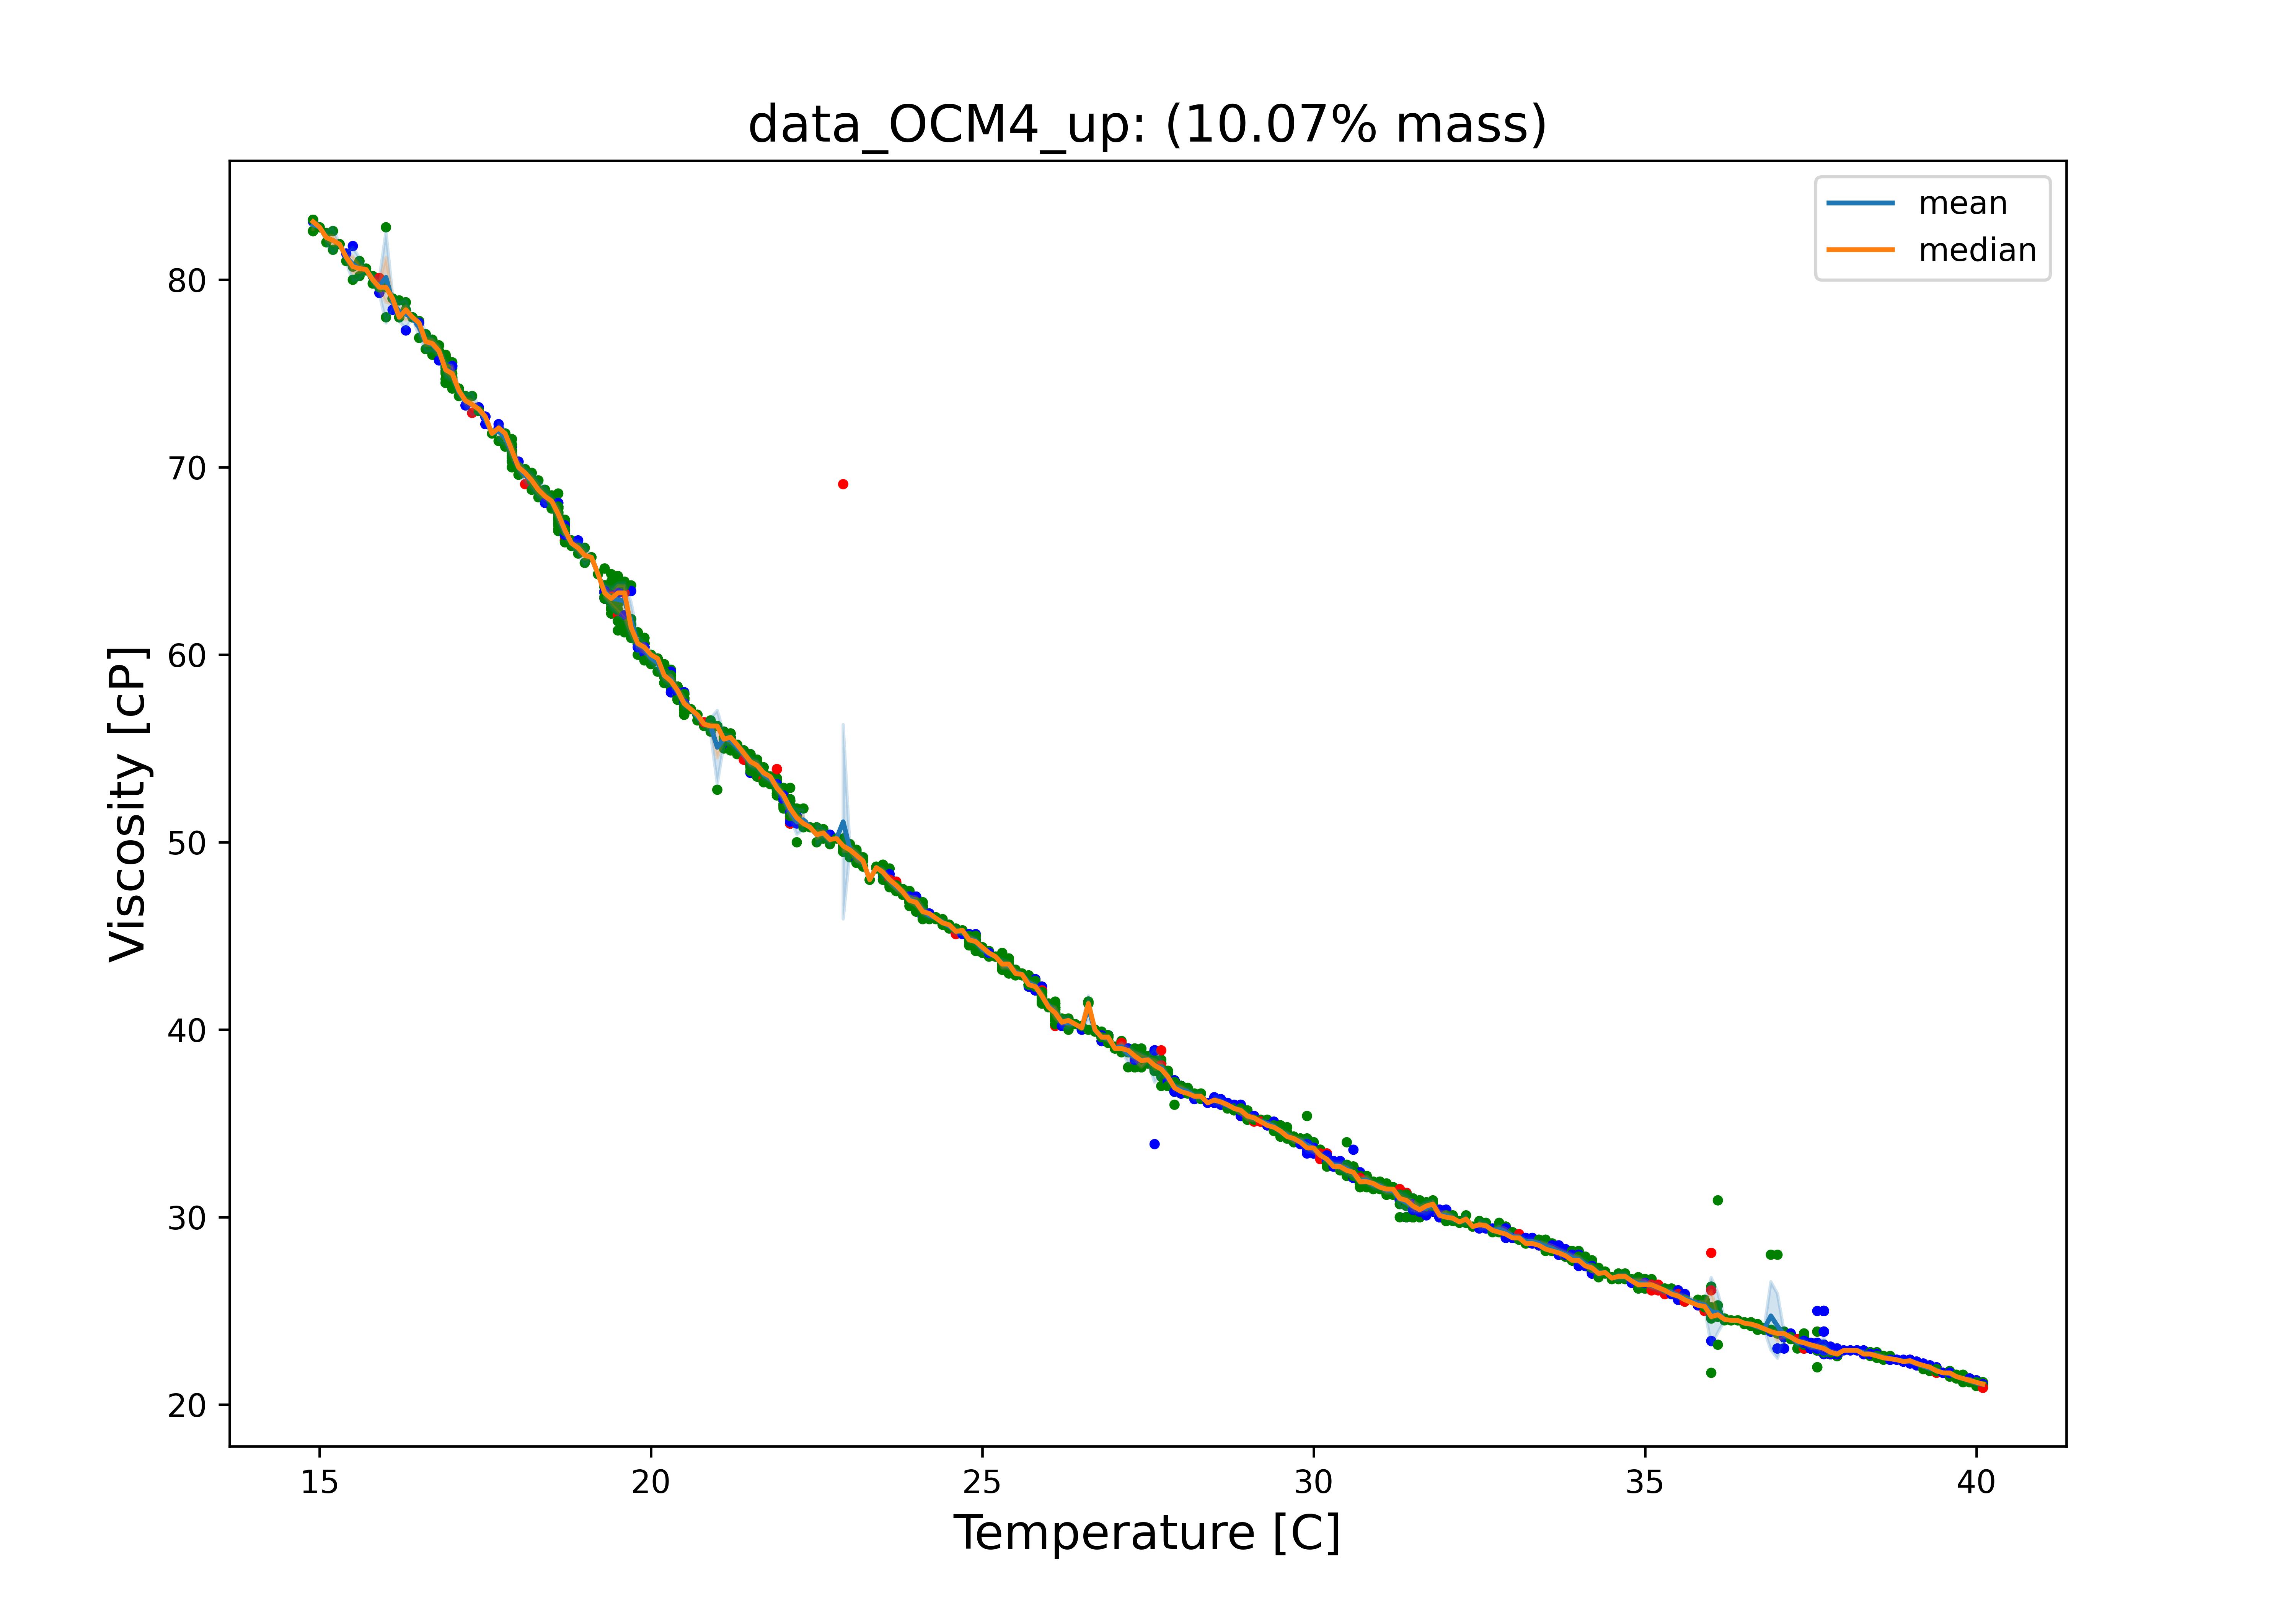 data_OCM4_up: (10.07% mass)
mean
median
Viscosity [cP]
80
70
60
50
40
30
20
15 20 25 30 35 40
Temperature [C]